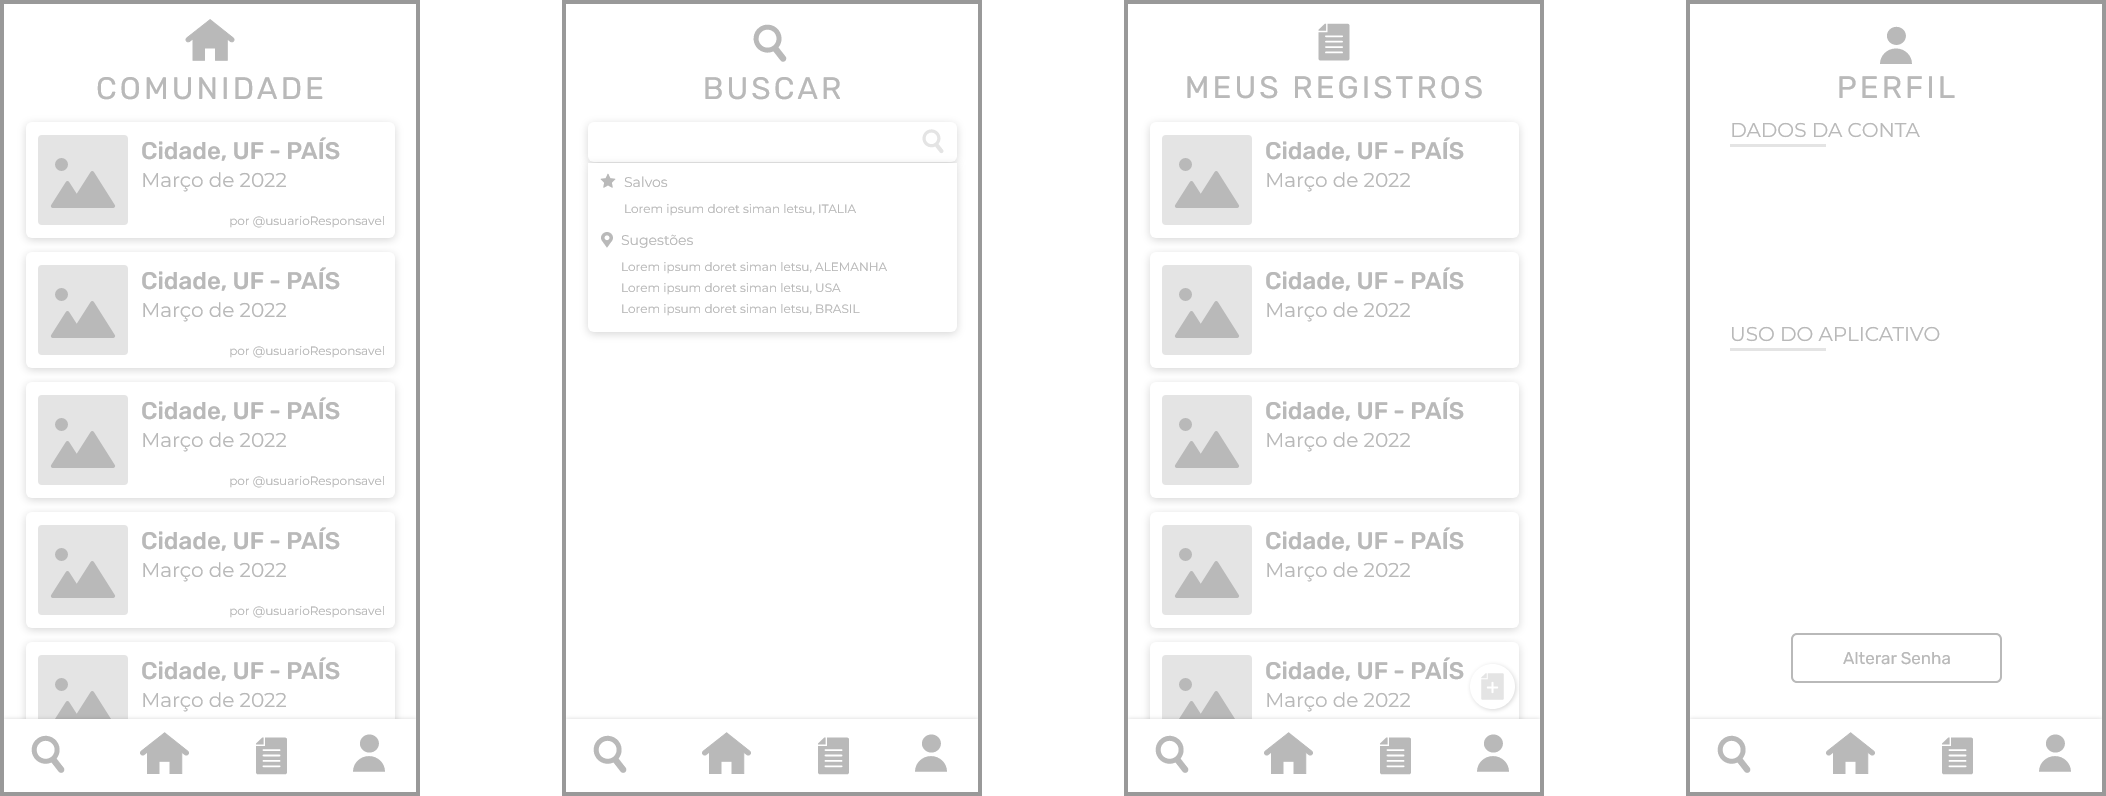 COMUNIDADE
Cidade, UF - PAÍS
Março de 2022
por @usuarioResponsavel
Cidade, UF - PAÍS
Março de 2022
por @usuarioResponsavel
Cidade, UF - PAÍS
Março de 2022
por @usuarioResponsavel
Cidade, UF - PAÍS
Março de 2022
por @usuarioResponsavel
Cidade, UF - PAÍS
Março de 2022
BUSCAR
Salvos
Lorem ipsum doret siman letsu, ITALIA
Sugestões
Lorem ipsum doret siman letsu, ALEMANHA
Lorem ipsum doret siman letsu, USA
Lorem ipsum doret siman letsu, BRASIL
MEUS REGISTROS
Cidade, UF - PAÍS
Março de 2022
Cidade, UF - PAÍS
Março de 2022
Cidade, UF - PAÍS
Março de 2022
Cidade, UF - PAÍS
Março de 2022
Cidade, UF - PAÍS
Março de 2022
PERFIL
DADOS DA CONTA
USO DO APLICATIVO
Alterar Senha